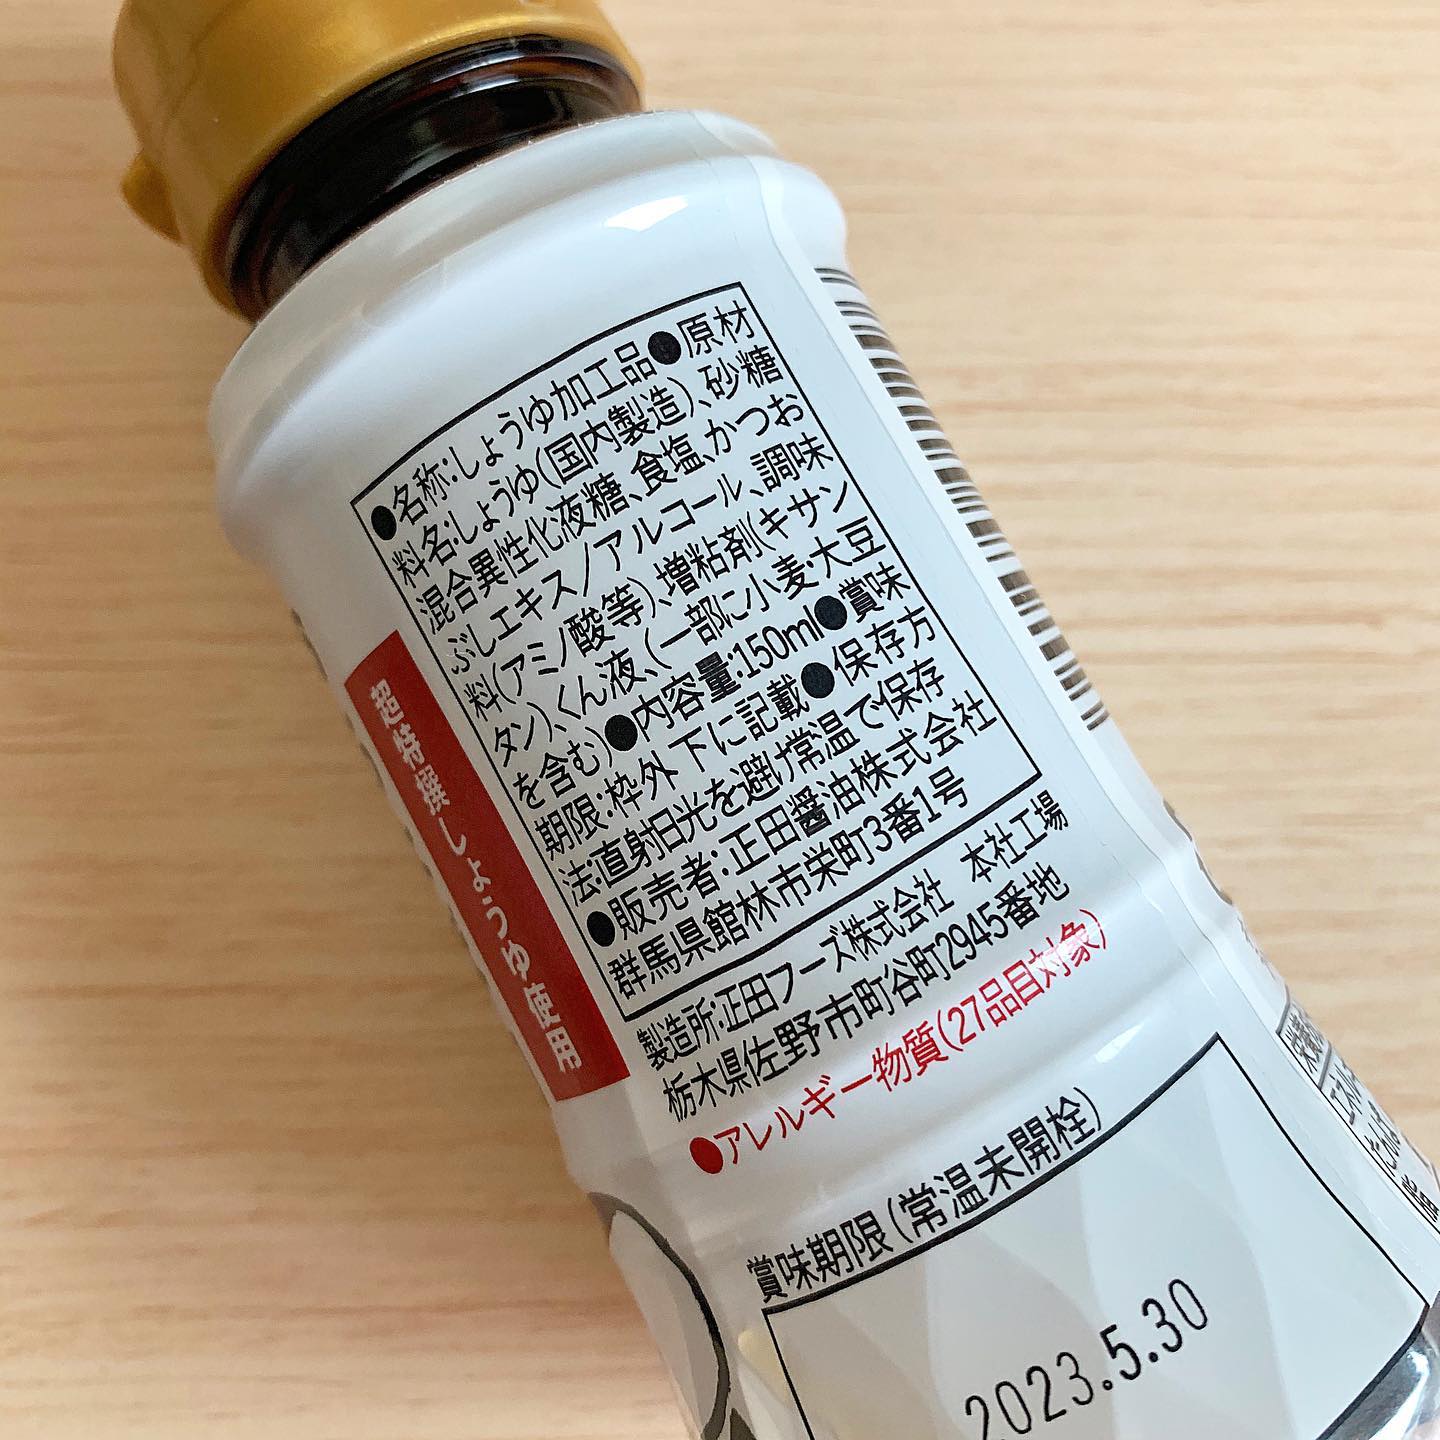 ●名称:しょうゆ加工品●原材
料名:しょうゆ(国内製造)、砂糖
混合異性化液糖、食塩、かつお
ぶしエキス/アルコール、調味
料(アミノ酸等)、増粘剤(キサン
タン)、くん液、(一部に小麦・大豆
を含む)●内容量:150ml●賞味
期限:枠外下に記載●保存方
法:直射日光を避け常温で保存
●販売者:正田醤油株式会社
群馬県館林市栄町3番1号
製造所:正田フーズ株式会社 本社工場
栃木県佐野市町谷町2945番地
●アレルギー物質(27品目対象)
賞味期限(常温未開栓)
2023.5.30
超特撰しょうゆ使用